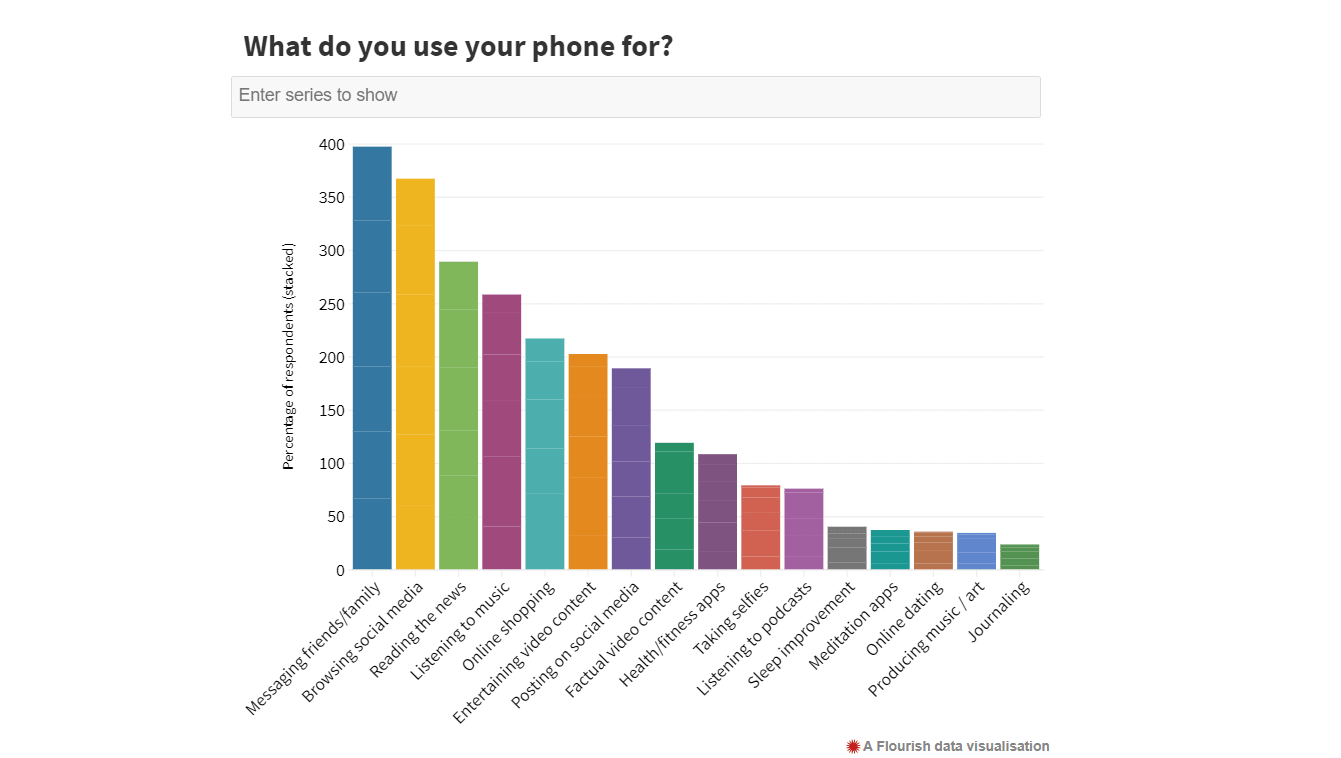 What do you use your phone for?
Enter series to show
Percentage of respondents (stacked)
400
350
300
250
200
150
100
50
0
Messaging friends/family
Browsing social media
Reading the news
Listening to music
Online shopping
Entertaining video content
Posting on social media
Factual video content
Health/fitness apps
Taking selfies
Listening to podcasts
Sleep improvement
Meditation apps
Online dating
Producing music / art
Journaling
A Flourish data visualisation